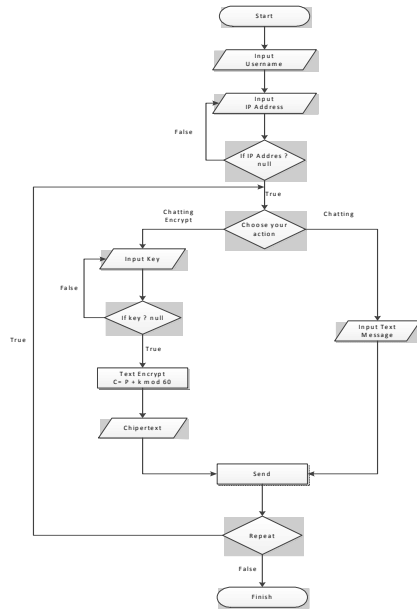 Start
Input
Username
Input
IP Address
False
If IP Addres ?
null
True
Choose your
action
Chatting
Encrypt
Chatting
Input Key
False
If key ? null
True
True
Input Text
Message
Text Encrypt
C= P + k mod 60
Chipertext
Send
Repeat
False
Finish